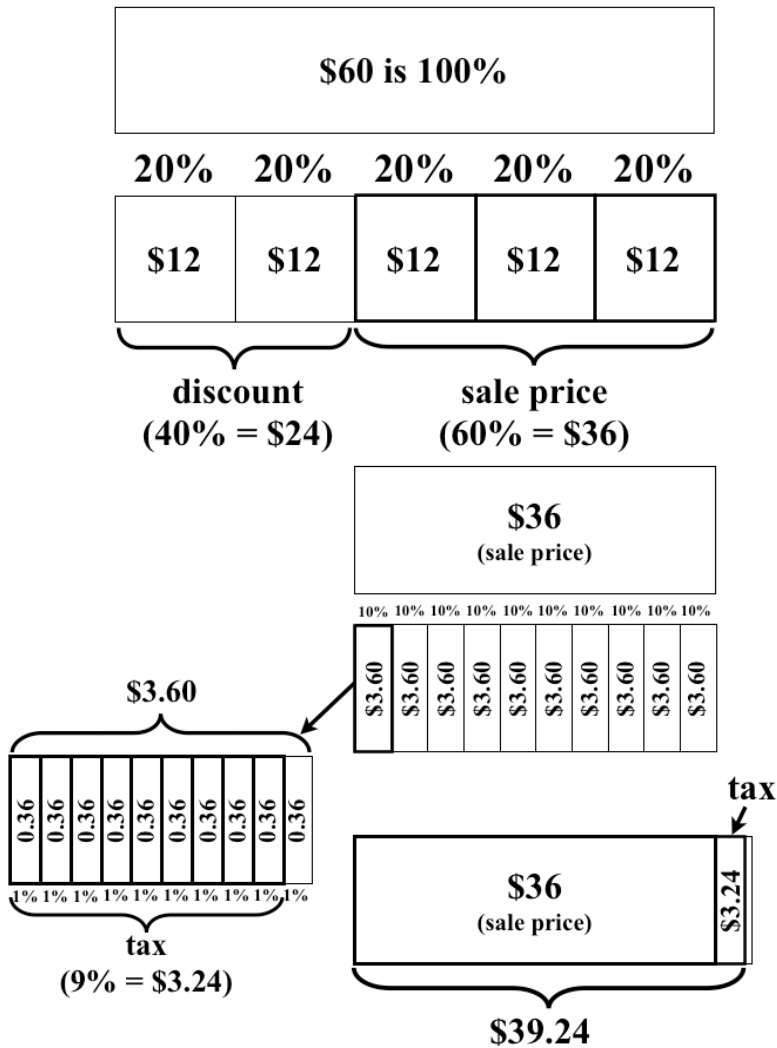 $60 is 100%
20% 20% 20% 20% 20%
$12 $12 $12 $12 $12
discount
(40% = $24)
sale price
(60% = $36)
$36
(sale price)
10% 10% 10% 10% 10% 10% 10% 10% 10% 10%
$3.60 $3.60 $3.60 $3.60 $3.60 $3.60 $3.60 $3.60 $3.60 $3.60
$3.60
0.36 0.36 0.36 0.36 0.36 0.36 0.36 0.36 0.36 0.36
1% 1% 1% 1% 1% 1% 1% 1% 1% 1%
tax
(9% = $3.24)
tax
$36
(sale price)
$3.24
$39.24